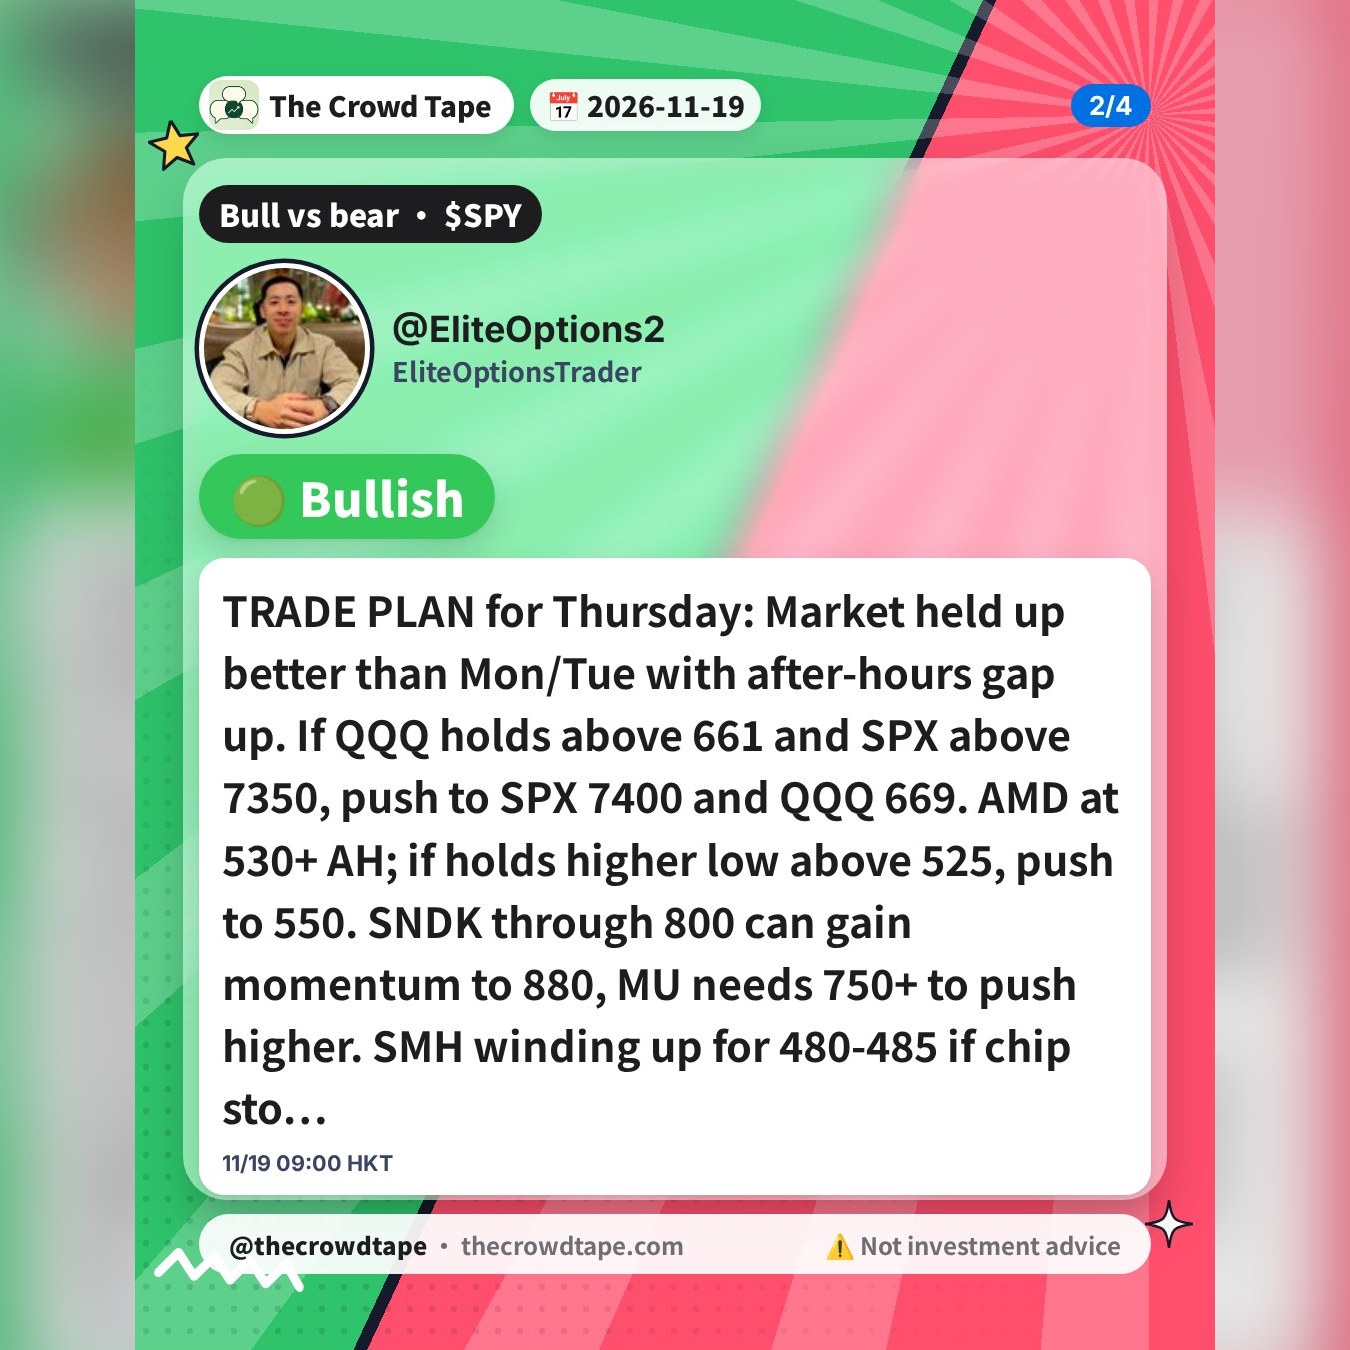 The Crowd Tape
📅 2026-11-19
2/4
Bull vs bear • $SPY
@EliteOptions2
EliteOptionsTrader
🟢 Bullish
TRADE PLAN for Thursday: Market held up
better than Mon/Tue with after-hours gap
up. If QQQ holds above 661 and SPX above
7350, push to SPX 7400 and QQQ 669. AMD at
530+ AH; if holds higher low above 525, push
to 550. SNDK through 800 can gain
momentum to 880, MU needs 750+ to push
higher. SMH winding up for 480-485 if chip
sto…
11/19 09:00 HKT
@thecrowdtape • thecrowdtape.com
⚠️ Not investment advice